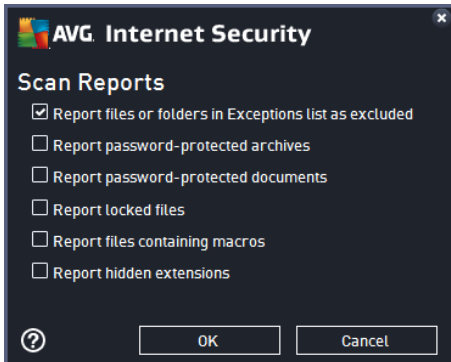 AVG. Internet Security
Scan Reports
Report files or folders in Exceptions list as excluded
Report password-protected archives
Report password-protected documents
Report locked files
Report files containing macros
Report hidden extensions
?
OK
Cancel